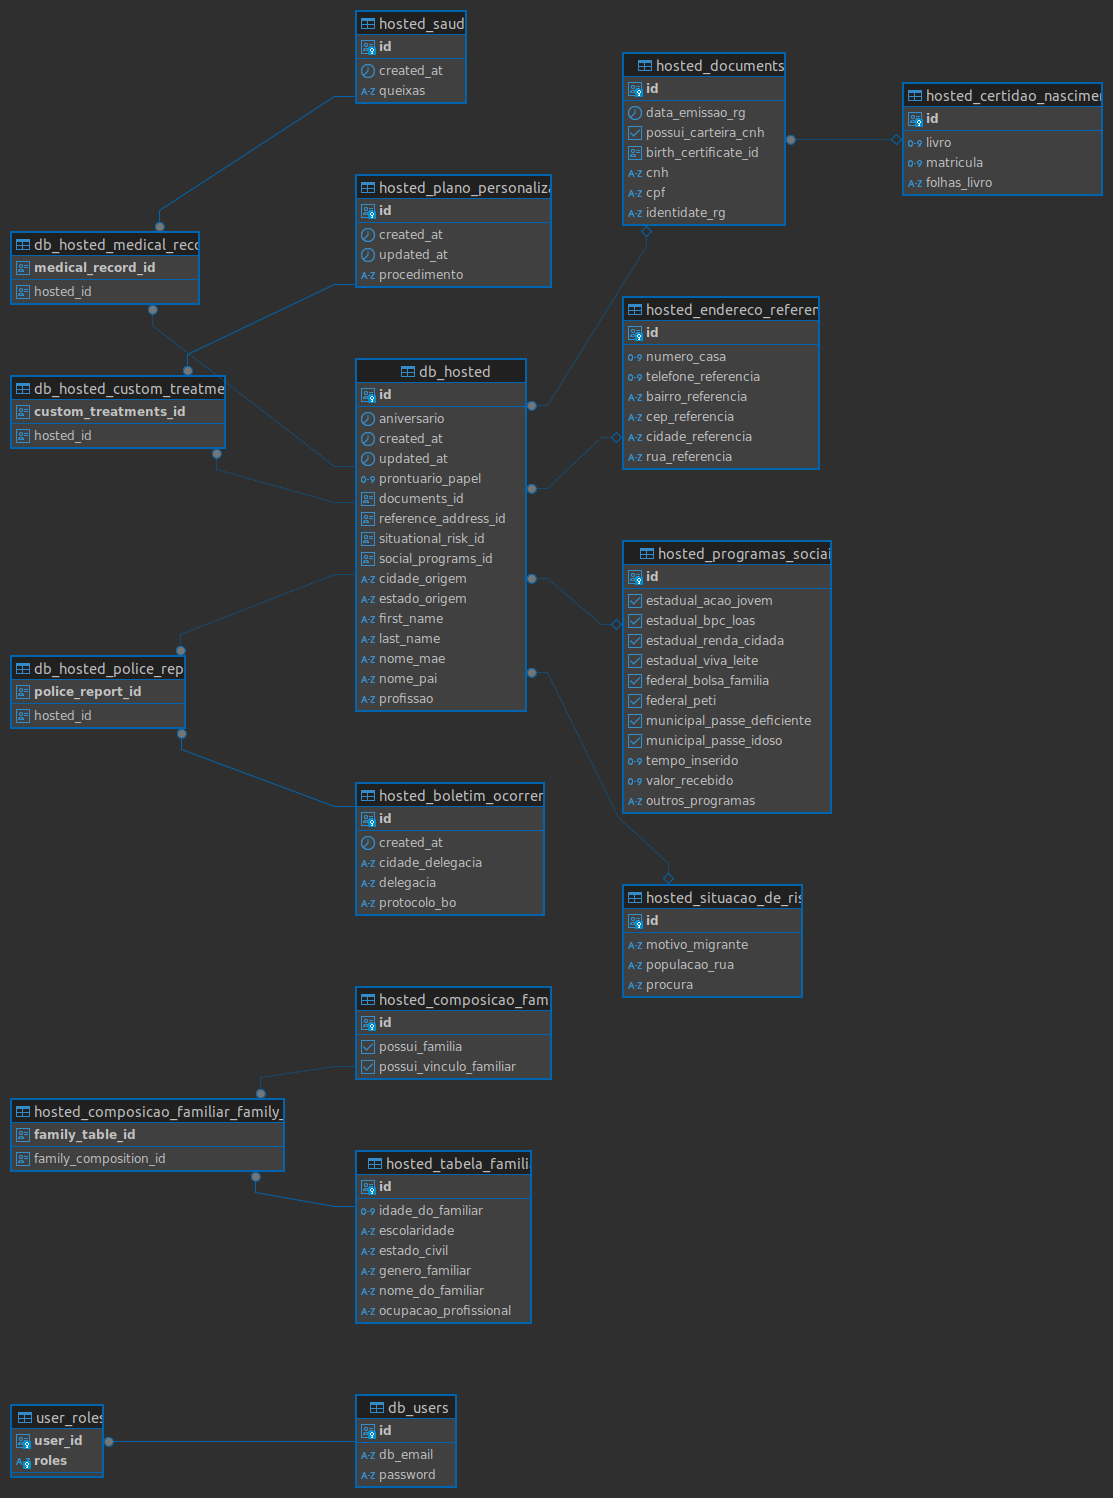 hosted_saud
id
created_at
queixas
hosted_plano_personaliza
id
created_at
updated_at
procedimento
db_hosted_medical_reco
medical_record_id
hosted_id
db_hosted_custom_treatme
custom_treatments_id
hosted_id
db_hosted
id
aniversario
created_at
updated_at
prontuario_papel
documents_id
reference_address_id
situational_risk_id
social_programs_id
cidade_origem
estado_origem
first_name
last_name
nome_mae
nome_pai
profissao
db_hosted_police_rep
police_report_id
hosted_id
hosted_boletim_ocorren
id
created_at
cidade_delegacia
delegacia
protocolo_bo
hosted_documents
id
data_emissao_rg
possui_carteira_cnh
birth_certificate_id
cnh
cpf
identidate_rg
hosted_certidao_nascimen
id
livro
matricula
folhas_livro
hosted_endereco_referen
id
numero_casa
telefone_referencia
bairro_referencia
cep_referencia
cidade_referencia
rua_referencia
hosted_programas_sociai
id
estadual_acao_jovem
estadual_bpc_loas
estadual_renda_cidada
estadual_viva_leite
federal_bolsa_familia
federal_peti
municipal_passe_deficiente
municipal_passe_idoso
tempo_inserido
valor_recebido
outros_programas
hosted_situacao_de_ris
id
motivo_migrante
populacao_rua
procura
hosted_composicao_fam
id
possui_familia
possui_vinculo_familiar
hosted_composicao_familiar_family_
family_table_id
family_composition_id
hosted_tabela_famili
id
idade_do_familiar
escolaridade
estado_civil
genero_familiar
nome_do_familiar
ocupacao_profissional
user_roles
user_id
roles
db_users
id
db_email
password